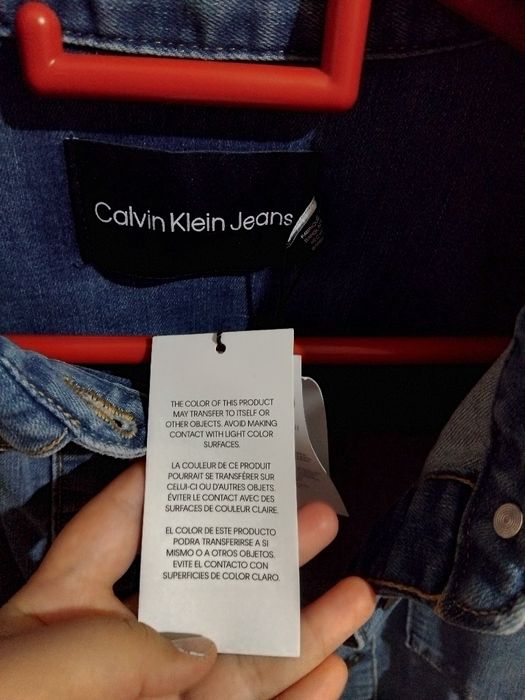 Calvin Klein Jeans
THE COLOR OF THIS PRODUCT
MAY TRANSFER TO ITSELF OR
OTHER OBJECTS. AVOID MAKING
CONTACT WITH LIGHT COLOR
SURFACES.
LA COULEUR DE CE PRODUIT
POURRAIT SE TRANSFÉRER SUR
CELUI-CI OU D'AUTRES OBJETS.
ÉVITER LE CONTACT AVEC DES
SURFACES DE COULEUR CLAIRE.
EL COLOR DE ESTE PRODUCTO
PODRA TRANSFERIRSE A SI
MISMO O A OTROS OBJETOS.
EVITE EL CONTACTO CON
SUPERFICIES DE COLOR CLARO.